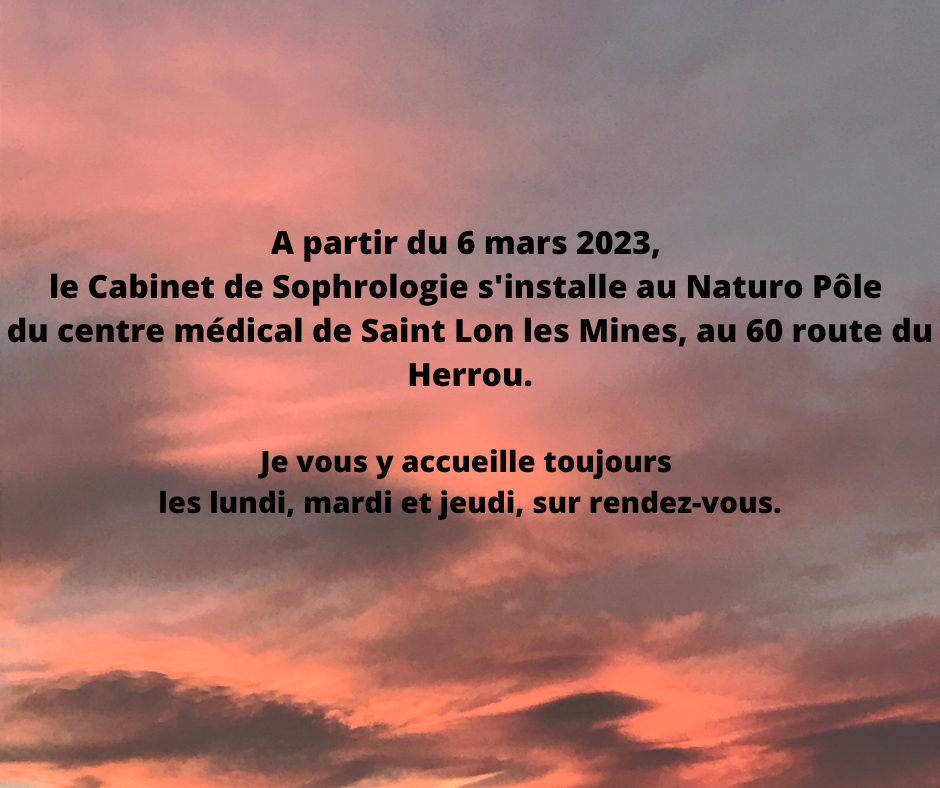 A partir du 6 mars 2023,
le Cabinet de Sophrologie s'installe au Naturo Pôle
du centre médical de Saint Lon les Mines, au 60 route du
Herrou.
Je vous y accueille toujours
les lundi, mardi et jeudi, sur rendez-vous.